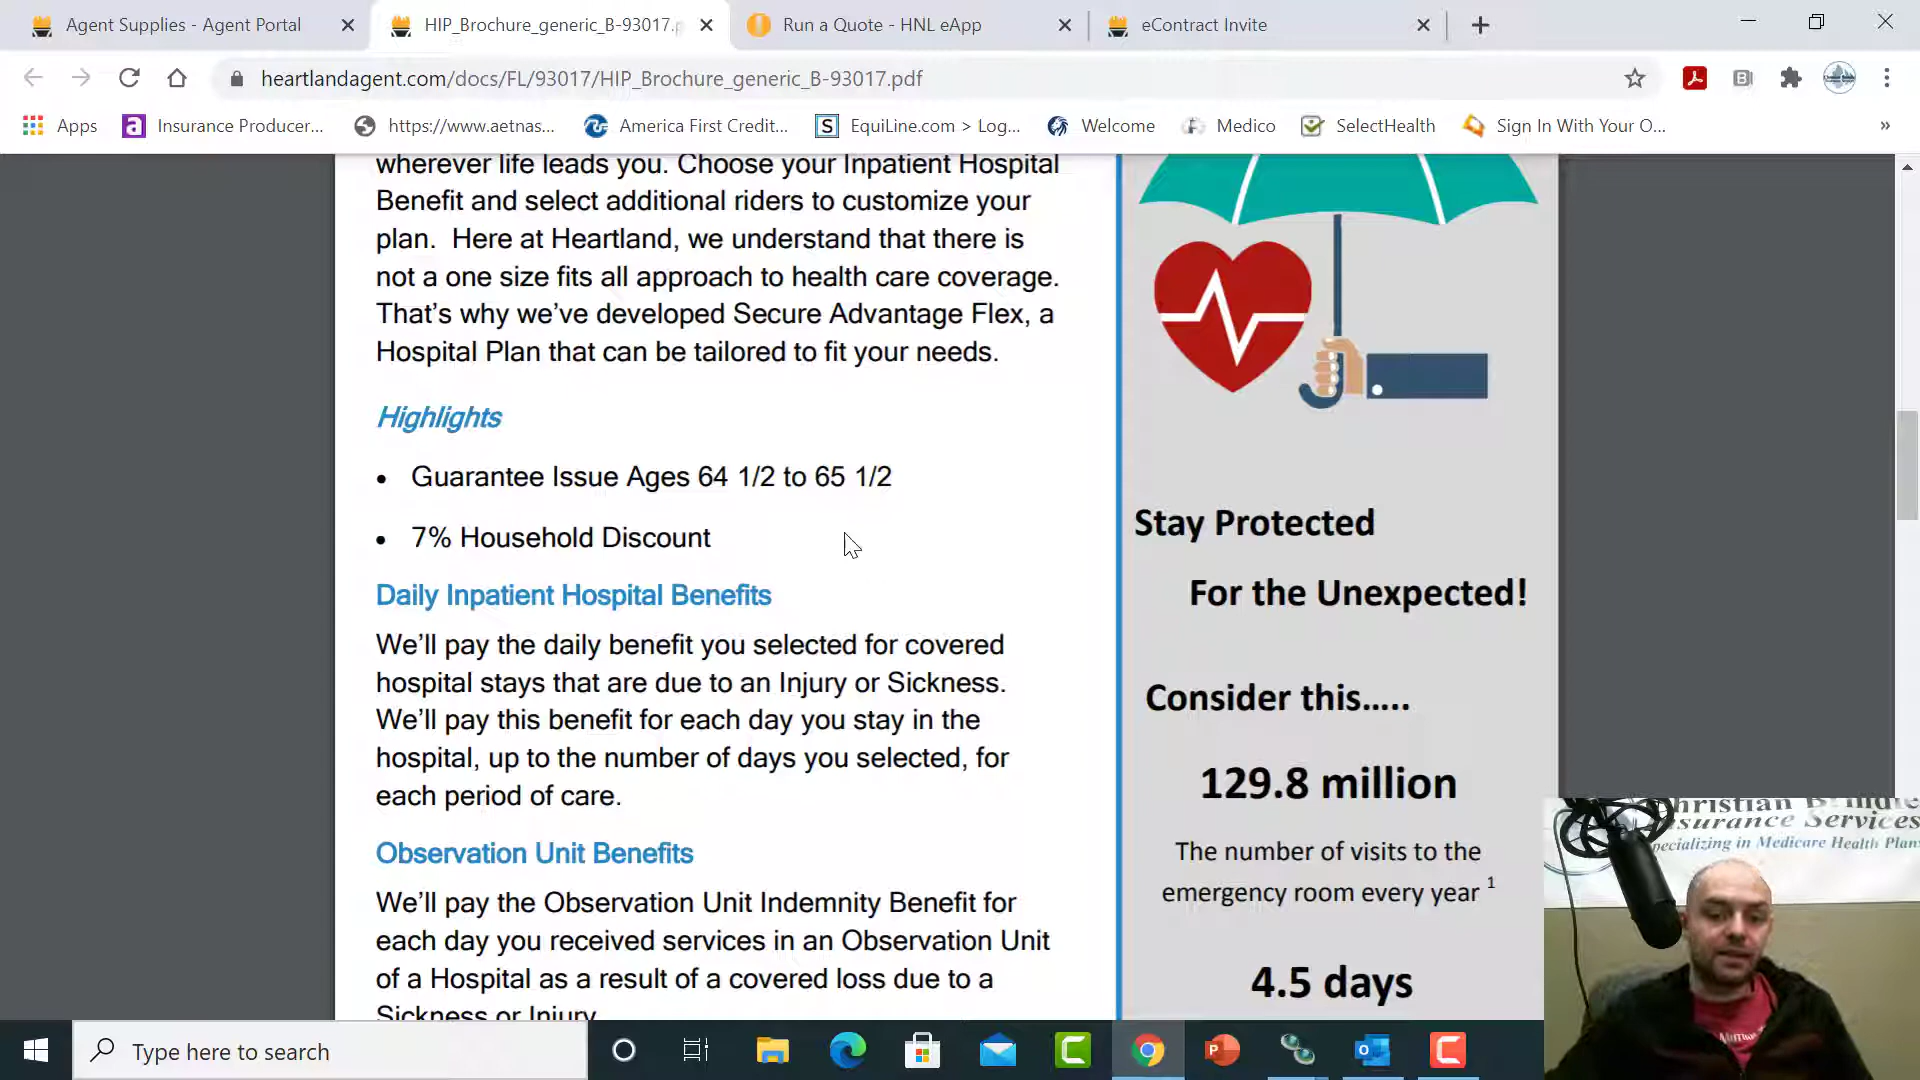 Agent Supplies - Agent Portal
HIP_Brochure_generic_B-93017.p
Run a Quote - HNL eApp
eContract Invite
heartlandagent.com/docs/FL/93017/HIP_Brochure_generic_B-93017.pdf
Apps
Insurance Producer...
https://www.aetnas...
America First Credit...
EquiLine.com > Log...
Welcome
Medico
SelectHealth
Sign In With Your O...
wherever life leads you. Choose your Inpatient Hospital
Benefit and select additional riders to customize your
plan. Here at Heartland, we understand that there is
not a one size fits all approach to health care coverage.
That's why we've developed Secure Advantage Flex, a
Hospital Plan that can be tailored to fit your needs.
Highlights
• Guarantee Issue Ages 64 1/2 to 65 1/2
• 7% Household Discount
Daily Inpatient Hospital Benefits
We'll pay the daily benefit you selected for covered
hospital stays that are due to an Injury or Sickness.
We'll pay this benefit for each day you stay in the
hospital, up to the number of days you selected, for
each period of care.
Observation Unit Benefits
We'll pay the Observation Unit Indemnity Benefit for
each day you received services in an Observation Unit
of a Hospital as a result of a covered loss due to a
Sickness or Injury.
Stay Protected
For the Unexpected!
Consider this.....
129.8 million
The number of visits to the
emergency room every year 1
4.5 days
Insurance Services
pecializing in Medicare Health Plans
Type here to search